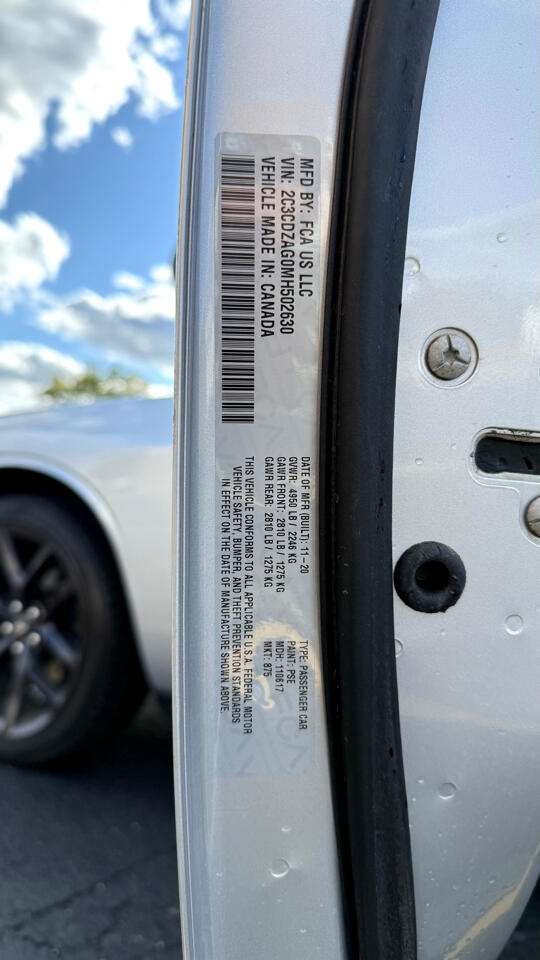 MFD BY: FCA US LLC
VIN: 2C3CDZAG0MH502630
VEHICLE MADE IN: CANADA
DATE OF MFR (BUILT): 11-20
GVWR: 4950 LB / 2246 KG
GAWR FRONT: 2810 LB / 1275 KG
GAWR REAR: 2810 LB / 1275 KG
TYPE: PASSENGER CAR
PAINT: PSE
MDH: 110617
MKT: 875
THIS VEHICLE CONFORMS TO ALL APPLICABLE U.S.A. FEDERAL MOTOR
VEHICLE SAFETY, BUMPER, AND THEFT PREVENTION STANDARDS
IN EFFECT ON THE DATE OF MANUFACTURE SHOWN ABOVE.